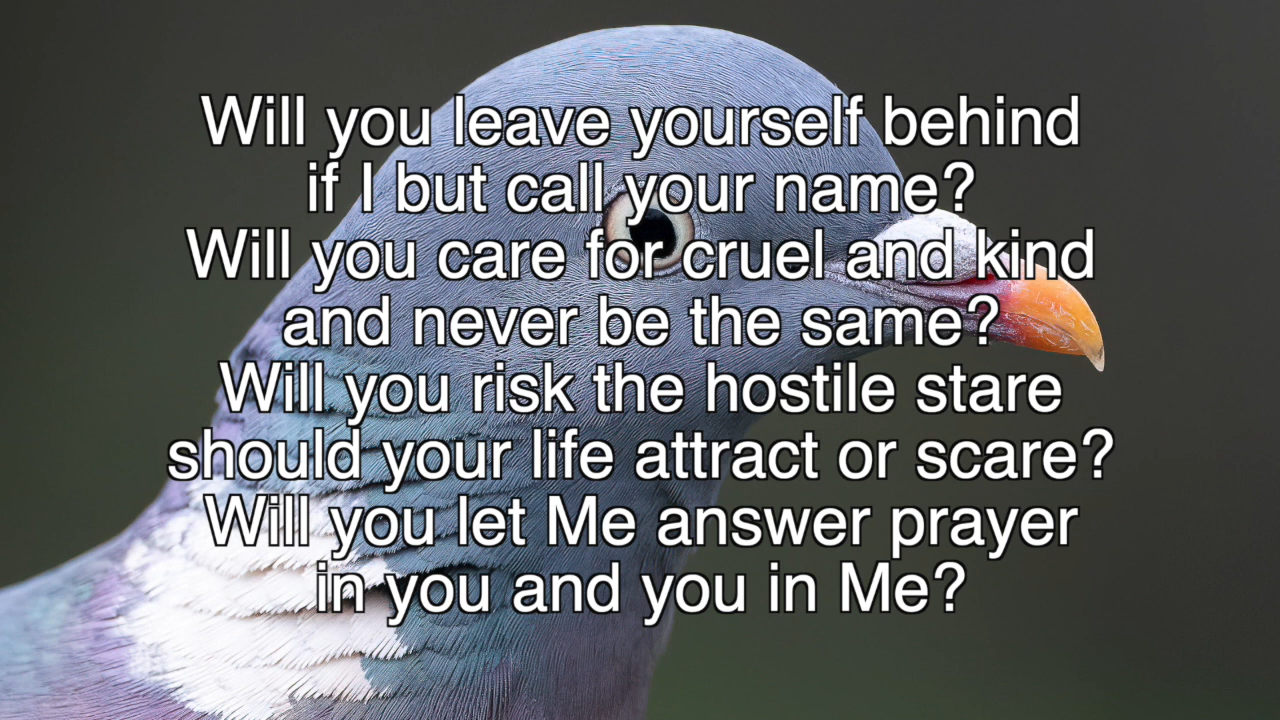 Will you leave yourself behind
if I but call your name?
Will you care for cruel and kind
and never be the same?
Will you risk the hostile stare
should your life attract or scare?
Will you let Me answer prayer
in you and you in Me?